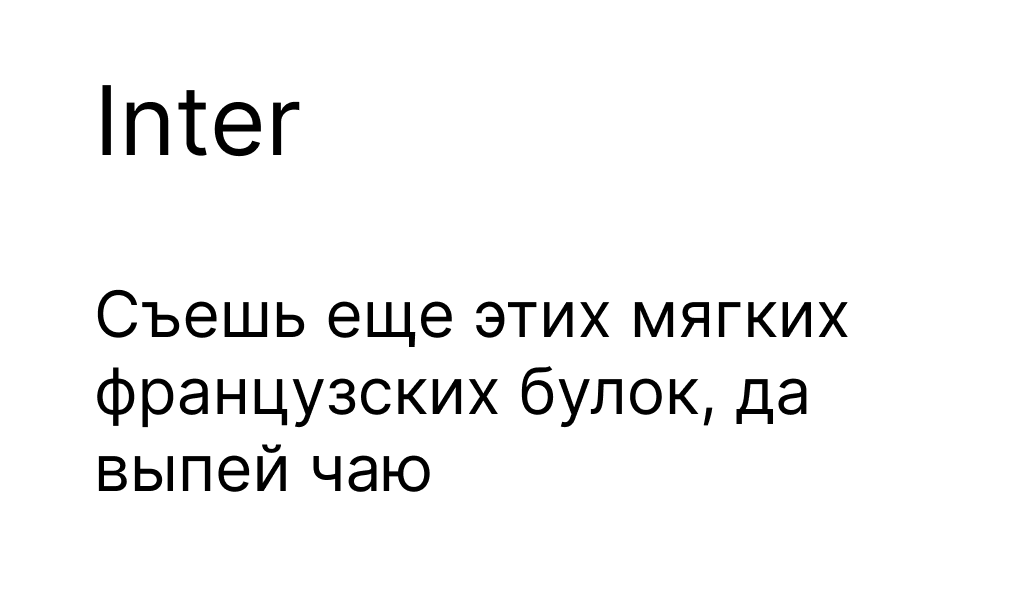 Inter
Съешь еще этих мягких
французских булок, да
выпей чаю